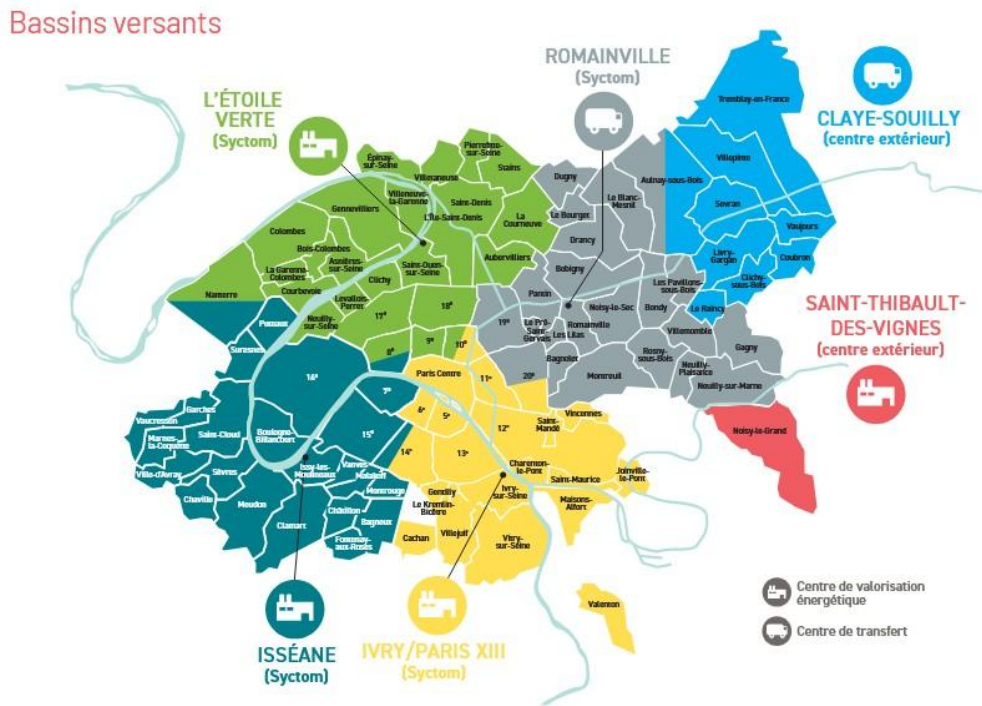 Bassins versants
L'ÉTOILE
VERTE
(Syctom)
ROMAINVILLE
(Syctom)
CLAYE-SOUILLY
(centre extérieur)
SAINT-THIBAULT-
DES-VIGNES
(centre extérieur)
ISSÉANE
(Syctom)
IVRY/PARIS XIII
(Syctom)
Centre de valorisation
énergétique
Centre de transfert
Épinay-
sur-Seine
Pierrefitte-
sur-Seine
Villetaneuse
Stains
Villeneuve-
la-Garenne
Saint-Denis
L'Île-Saint-Denis
La
Courneuve
Gennevilliers
Colombes
Bois-Colombes
Asnières-
sur-Seine
Saint-Ouen-
sur-Seine
Aubervilliers
La Garenne-
Colombes
Clichy
Courbevoie
Levallois-
Perret
Nanterre
Neuilly-
sur-Seine
17e
18e
8e
9e
10e
Dugny
Le Bourget
Le Blanc-
Mesnil
Aulnay-sous-Bois
Drancy
Bobigny
Pantin
Noisy-le-Sec
Bondy
Les Pavillons-
sous-Bois
19e
Le Pré-
Saint-
Gervais
Les Lilas
Romainville
Villemomble
Gagny
Bagnolet
Rosny-
sous-Bois
Neuilly-
Plaisance
20e
Montreuil
Neuilly-sur-Marne
Tremblay-en-France
Villepinte
Sevran
Vaujours
Livry-
Gargan
Coubron
Clichy-
sous-Bois
Le Raincy
Noisy-le-Grand
Puteaux
Suresnes
16e
7e
15e
Garches
Vaucresson
Marnes-
la-Coquette
Saint-Cloud
Boulogne-
Billancourt
Ville-d'Avray
Sèvres
Issy-les-
Moulineaux
Vanves
Malakoff
Montrouge
Chaville
Meudon
Châtillon
Clamart
Bagneux
Fontenay-
aux-Roses
Paris Centre
11e
6e
5e
12e
Saint-
Mandé
Vincennes
14e
13e
Charenton-
le-Pont
Saint-Maurice
Joinville-
le-Pont
Gentilly
Ivry-
sur-Seine
Maisons-
Alfort
Le Kremlin-
Bicêtre
Cachan
Villejuif
Vitry-
sur-Seine
Valenton